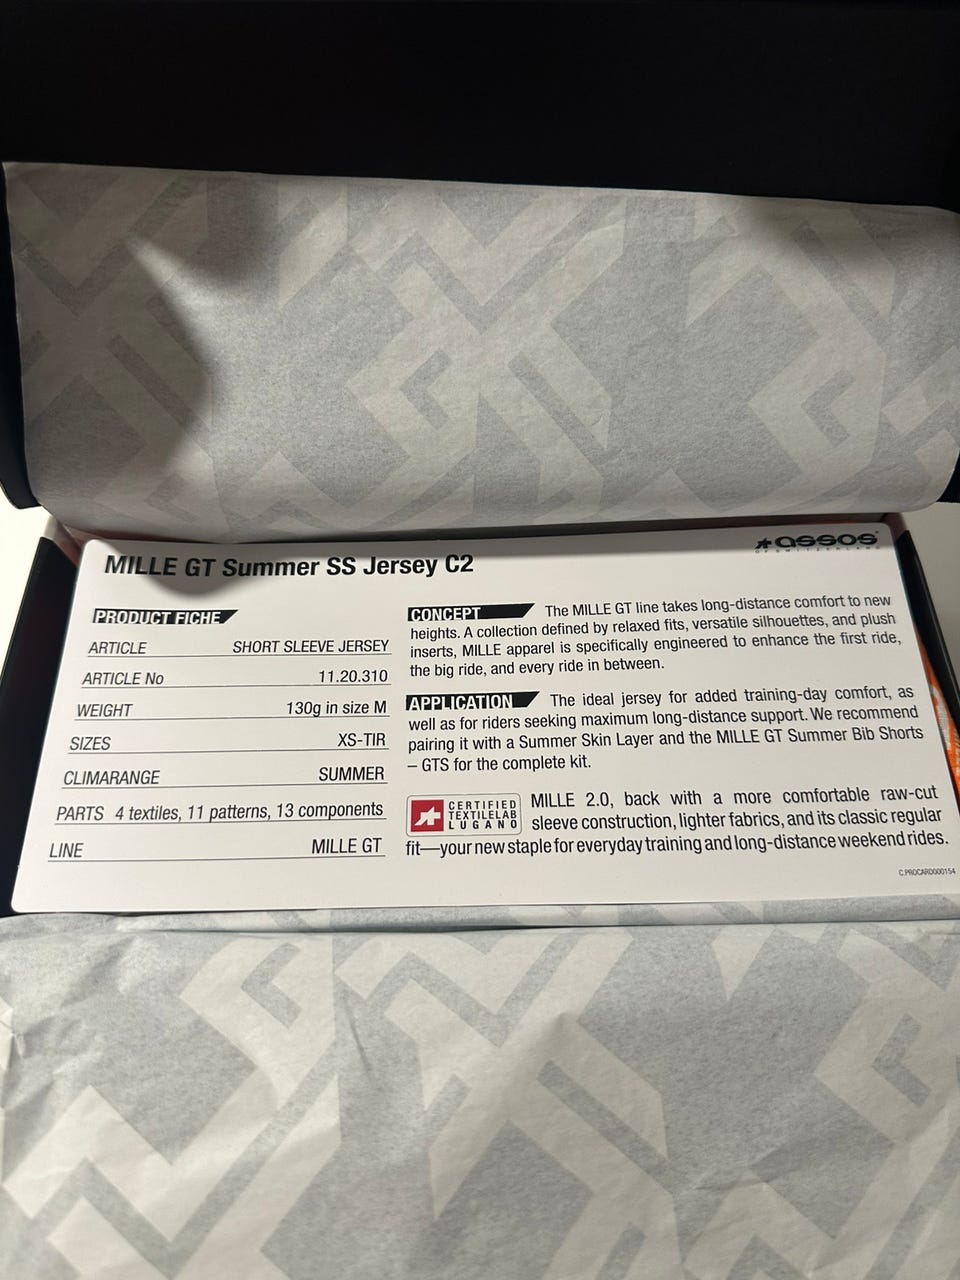 MILLE GT Summer SS Jersey C2
assos
OF SWITZERLAND
PRODUCT FICHE
ARTICLE SHORT SLEEVE JERSEY
ARTICLE No 11.20.310
WEIGHT 130g in size M
SIZES XS-TIR
CLIMARANGE SUMMER
PARTS 4 textiles, 11 patterns, 13 components
LINE MILLE GT
CONCEPT The MILLE GT line takes long-distance comfort to new
heights. A collection defined by relaxed fits, versatile silhouettes, and plush
inserts, MILLE apparel is specifically engineered to enhance the first ride,
the big ride, and every ride in between.
APPLICATION The ideal jersey for added training-day comfort, as
well as for riders seeking maximum long-distance support. We recommend
pairing it with a Summer Skin Layer and the MILLE GT Summer Bib Shorts
– GTS for the complete kit.
CERTIFIED
TEXTILELAB
LUGANO
MILLE 2.0, back with a more comfortable raw-cut
sleeve construction, lighter fabrics, and its classic regular
fit—your new staple for everyday training and long-distance weekend rides.
C.PROCARD000154